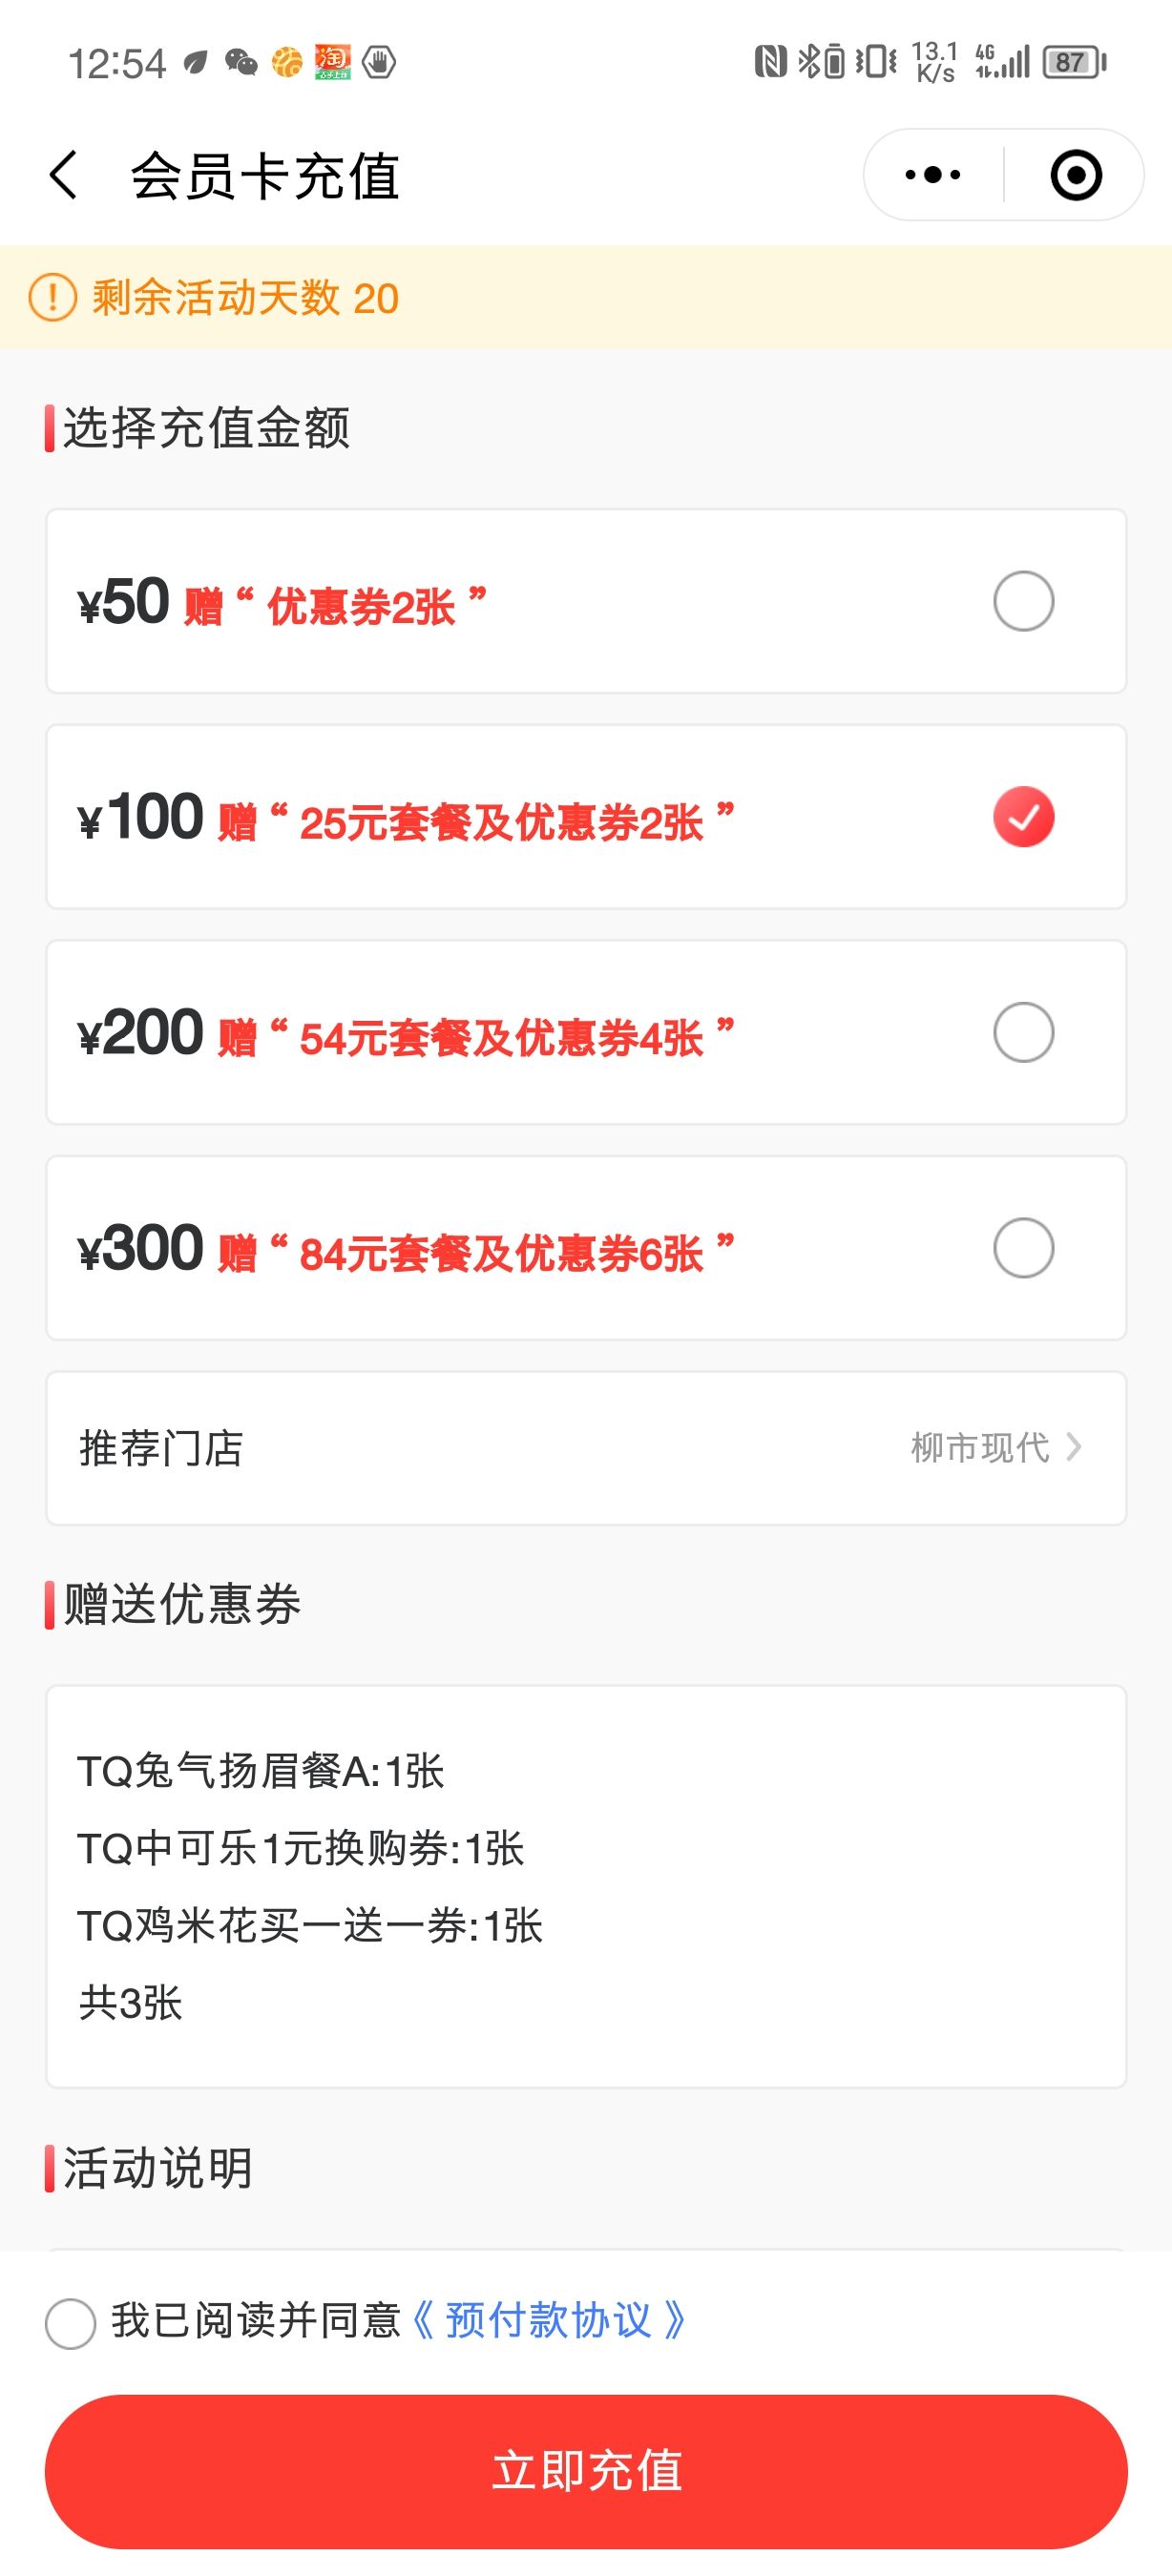 12:54
淘
13.1
K/s
4G
87
会员卡充值
剩余活动天数 20
选择充值金额
¥50 赠“ 优惠券2张 ”
¥100 赠“ 25元套餐及优惠券2张 ”
¥200 赠“ 54元套餐及优惠券4张 ”
¥300 赠“ 84元套餐及优惠券6张 ”
推荐门店
柳市现代
赠送优惠券
TQ兔气扬眉餐A:1张
TQ中可乐1元换购券:1张
TQ鸡米花买一送一券:1张
共3张
活动说明
我已阅读并同意《 预付款协议 》
立即充值